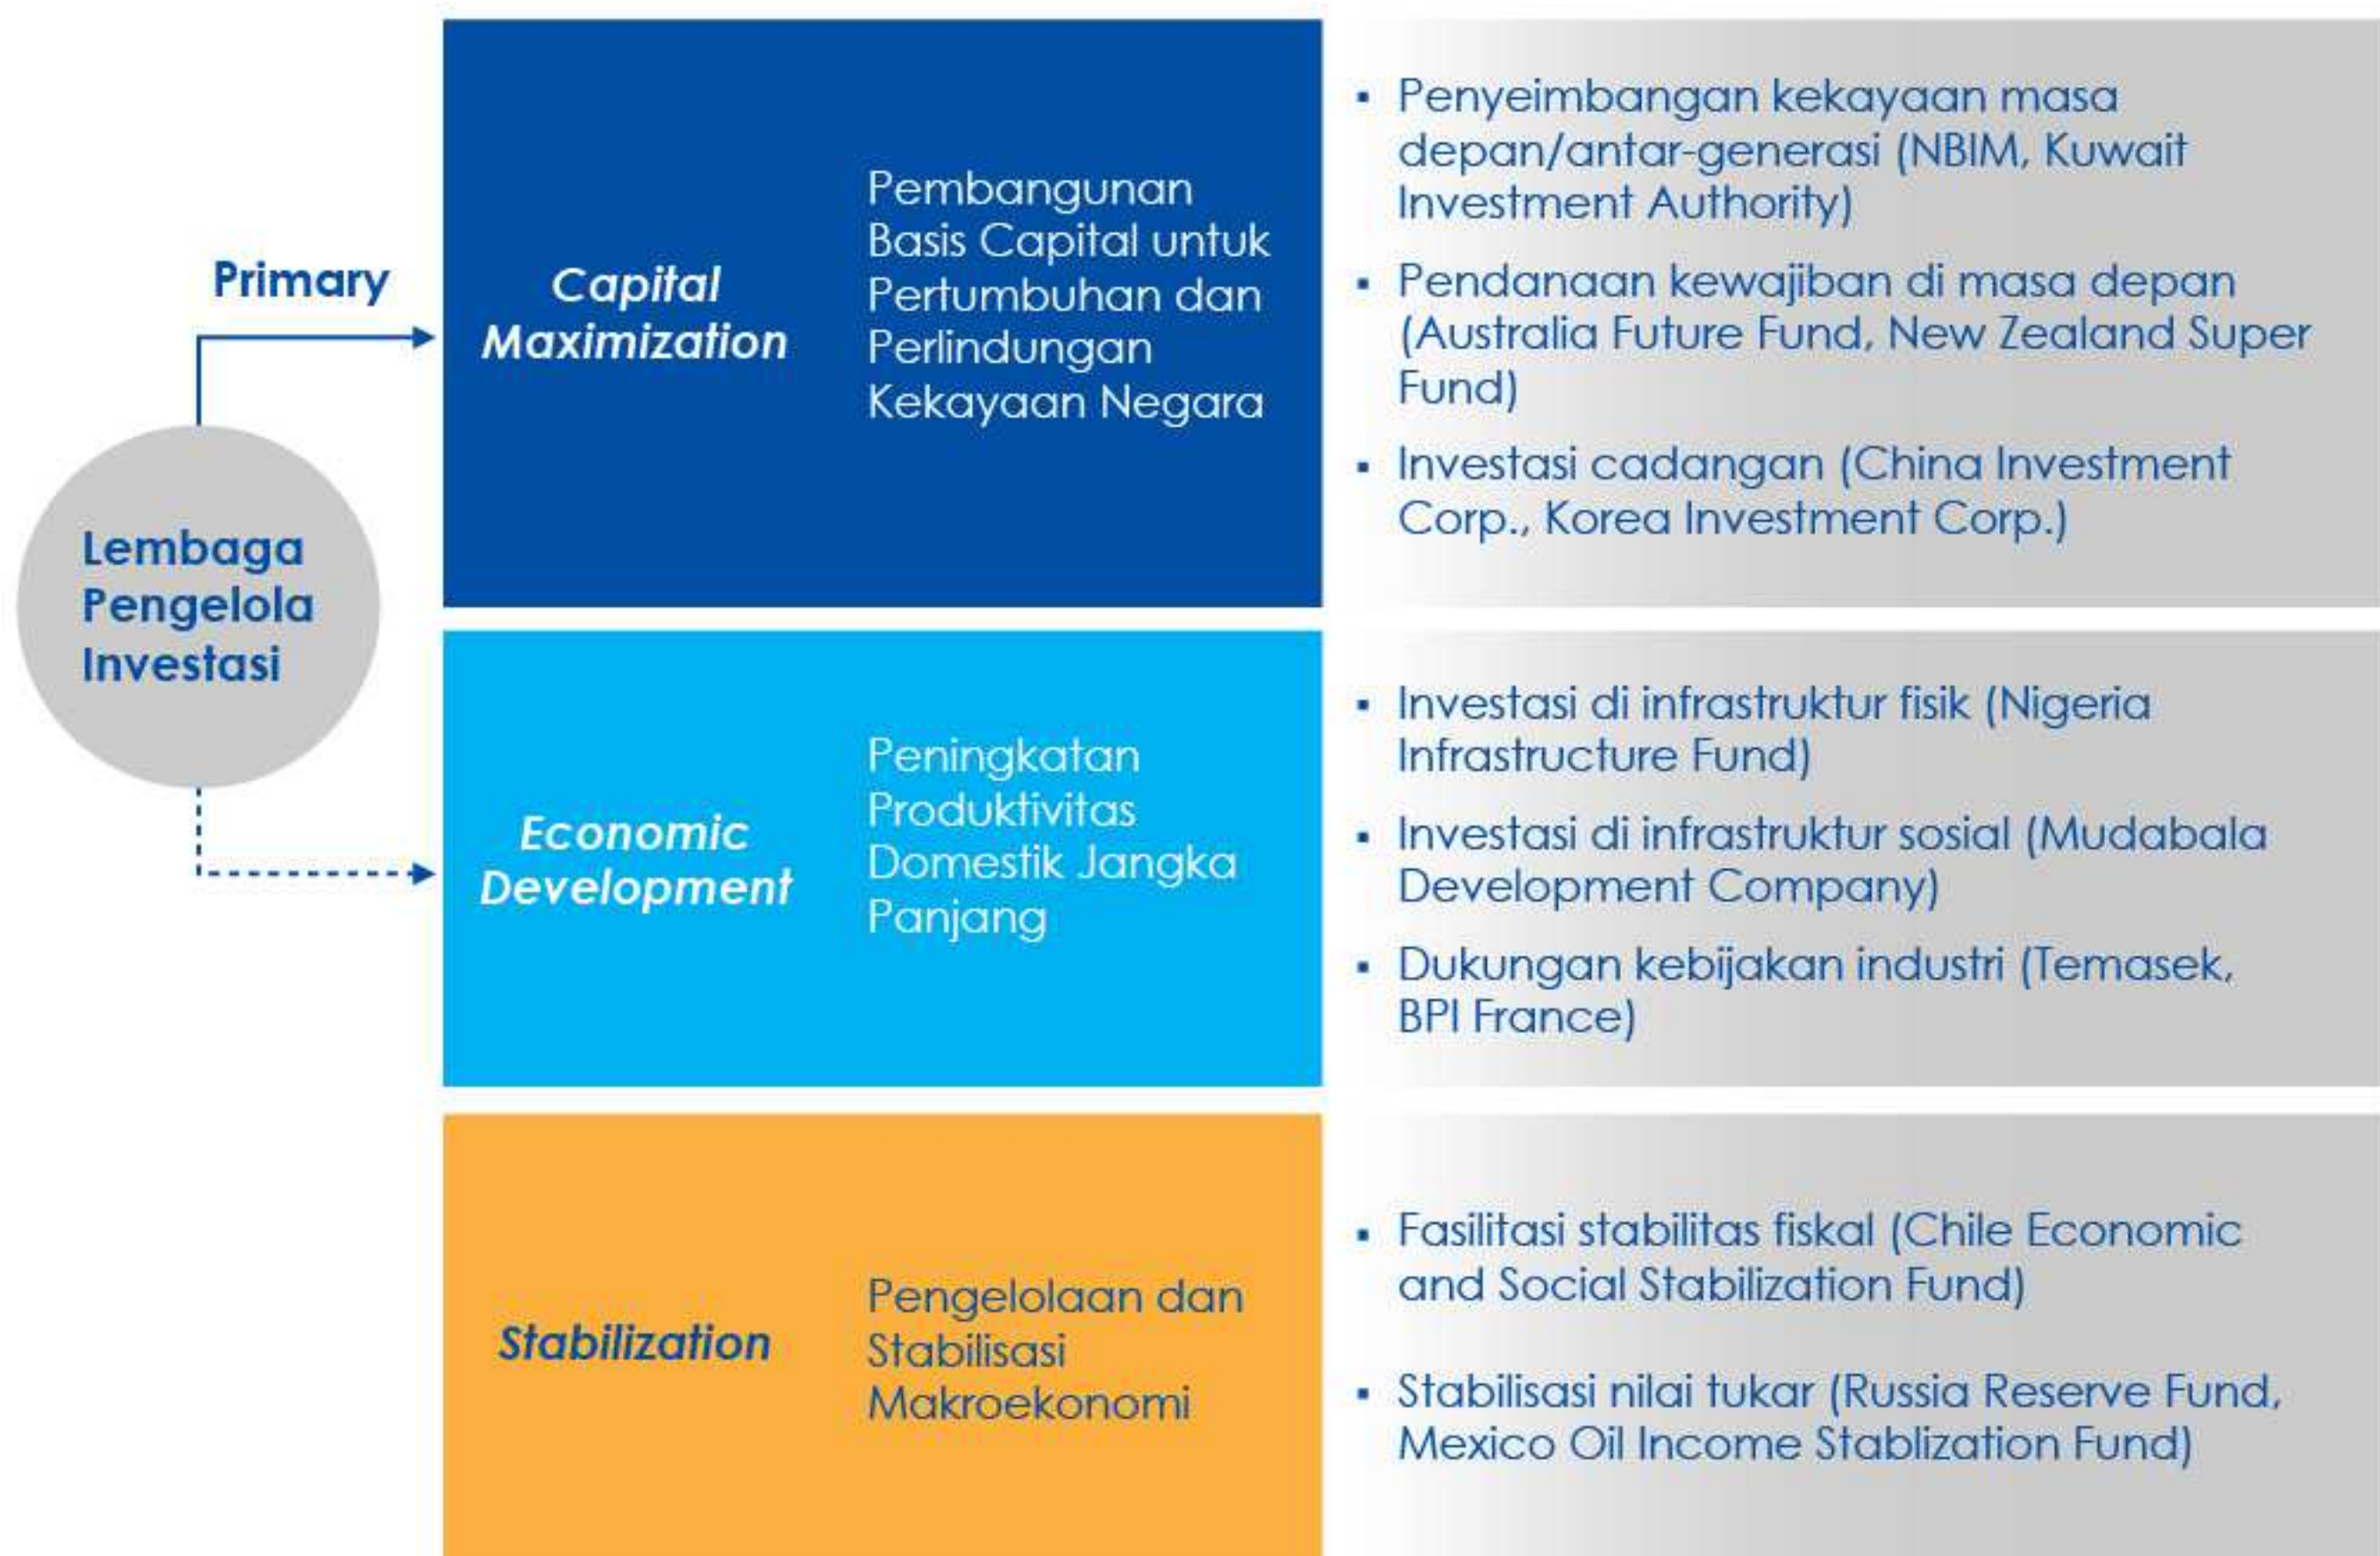 Primary
Lembaga
Pengelola
Investasi
Capital
Maximization
Pembangunan
Basis Capital untuk
Pertumbuhan dan
Perlindungan
Kekayaan Negara
▪ Penyeimbangan kekayaan masa
depan/antar-generasi (NBIM, Kuwait
Investment Authority)
▪ Pendanaan kewajiban di masa depan
(Australia Future Fund, New Zealand Super
Fund)
▪ Investasi cadangan (China Investment
Corp., Korea Investment Corp.)
Economic
Development
Peningkatan
Produktivitas
Domestik Jangka
Panjang
▪ Investasi di infrastruktur fisik (Nigeria
Infrastructure Fund)
▪ Investasi di infrastruktur sosial (Mudabala
Development Company)
▪ Dukungan kebijakan industri (Temasek,
BPI France)
Stabilization
Pengelolaan dan
Stabilisasi
Makroekonomi
▪ Fasilitasi stabilitas fiskal (Chile Economic
and Social Stabilization Fund)
▪ Stabilisasi nilai tukar (Russia Reserve Fund,
Mexico Oil Income Stablization Fund)